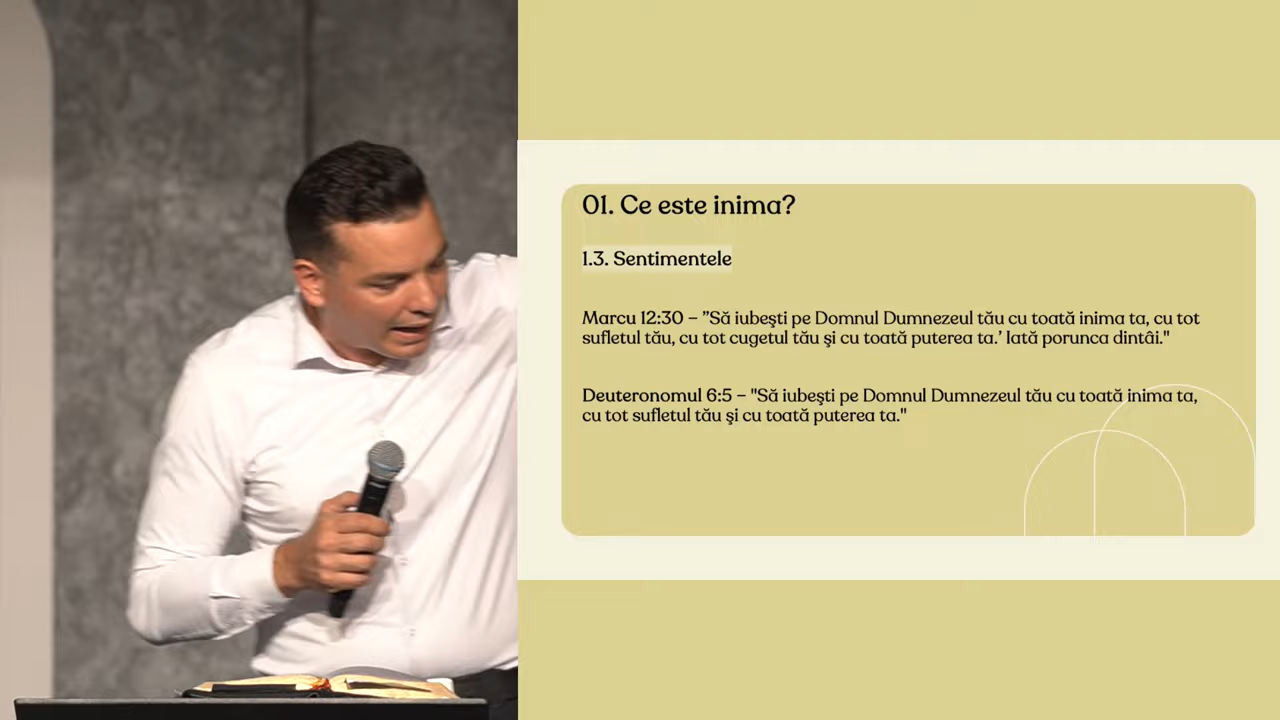 01. Ce este inima?
1.3. Sentimentele
Marcu 12:30 – ”Să iubeşti pe Domnul Dumnezeul tău cu toată inima ta, cu tot
sufletul tău, cu tot cugetul tău şi cu toată puterea ta.’ Iată porunca dintâi."
Deuteronomul 6:5 – "Să iubeşti pe Domnul Dumnezeul tău cu toată inima ta,
cu tot sufletul tău şi cu toată puterea ta."